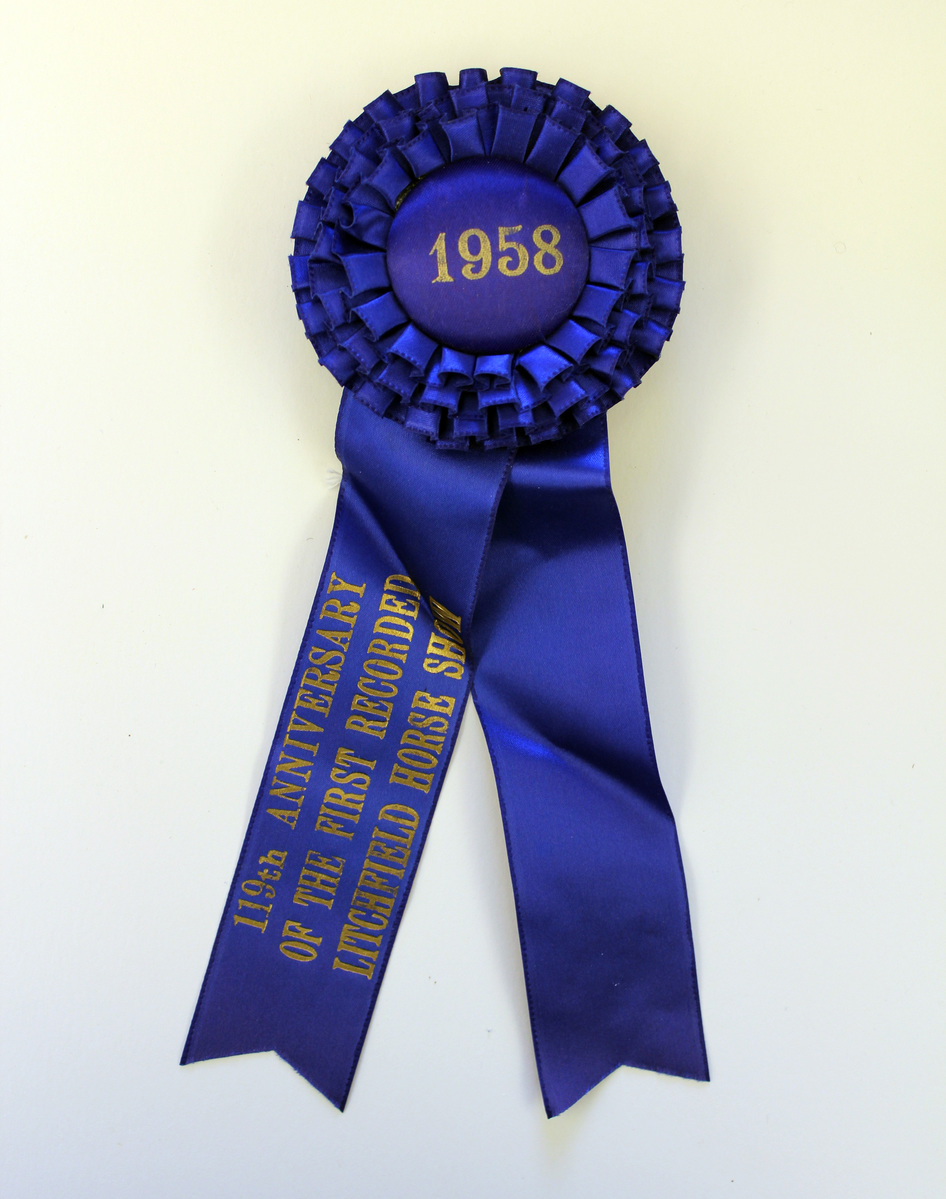 1958
119th ANNIVERSARY
OF THE FIRST RECORDED
LITCHFIELD HORSE SHOW